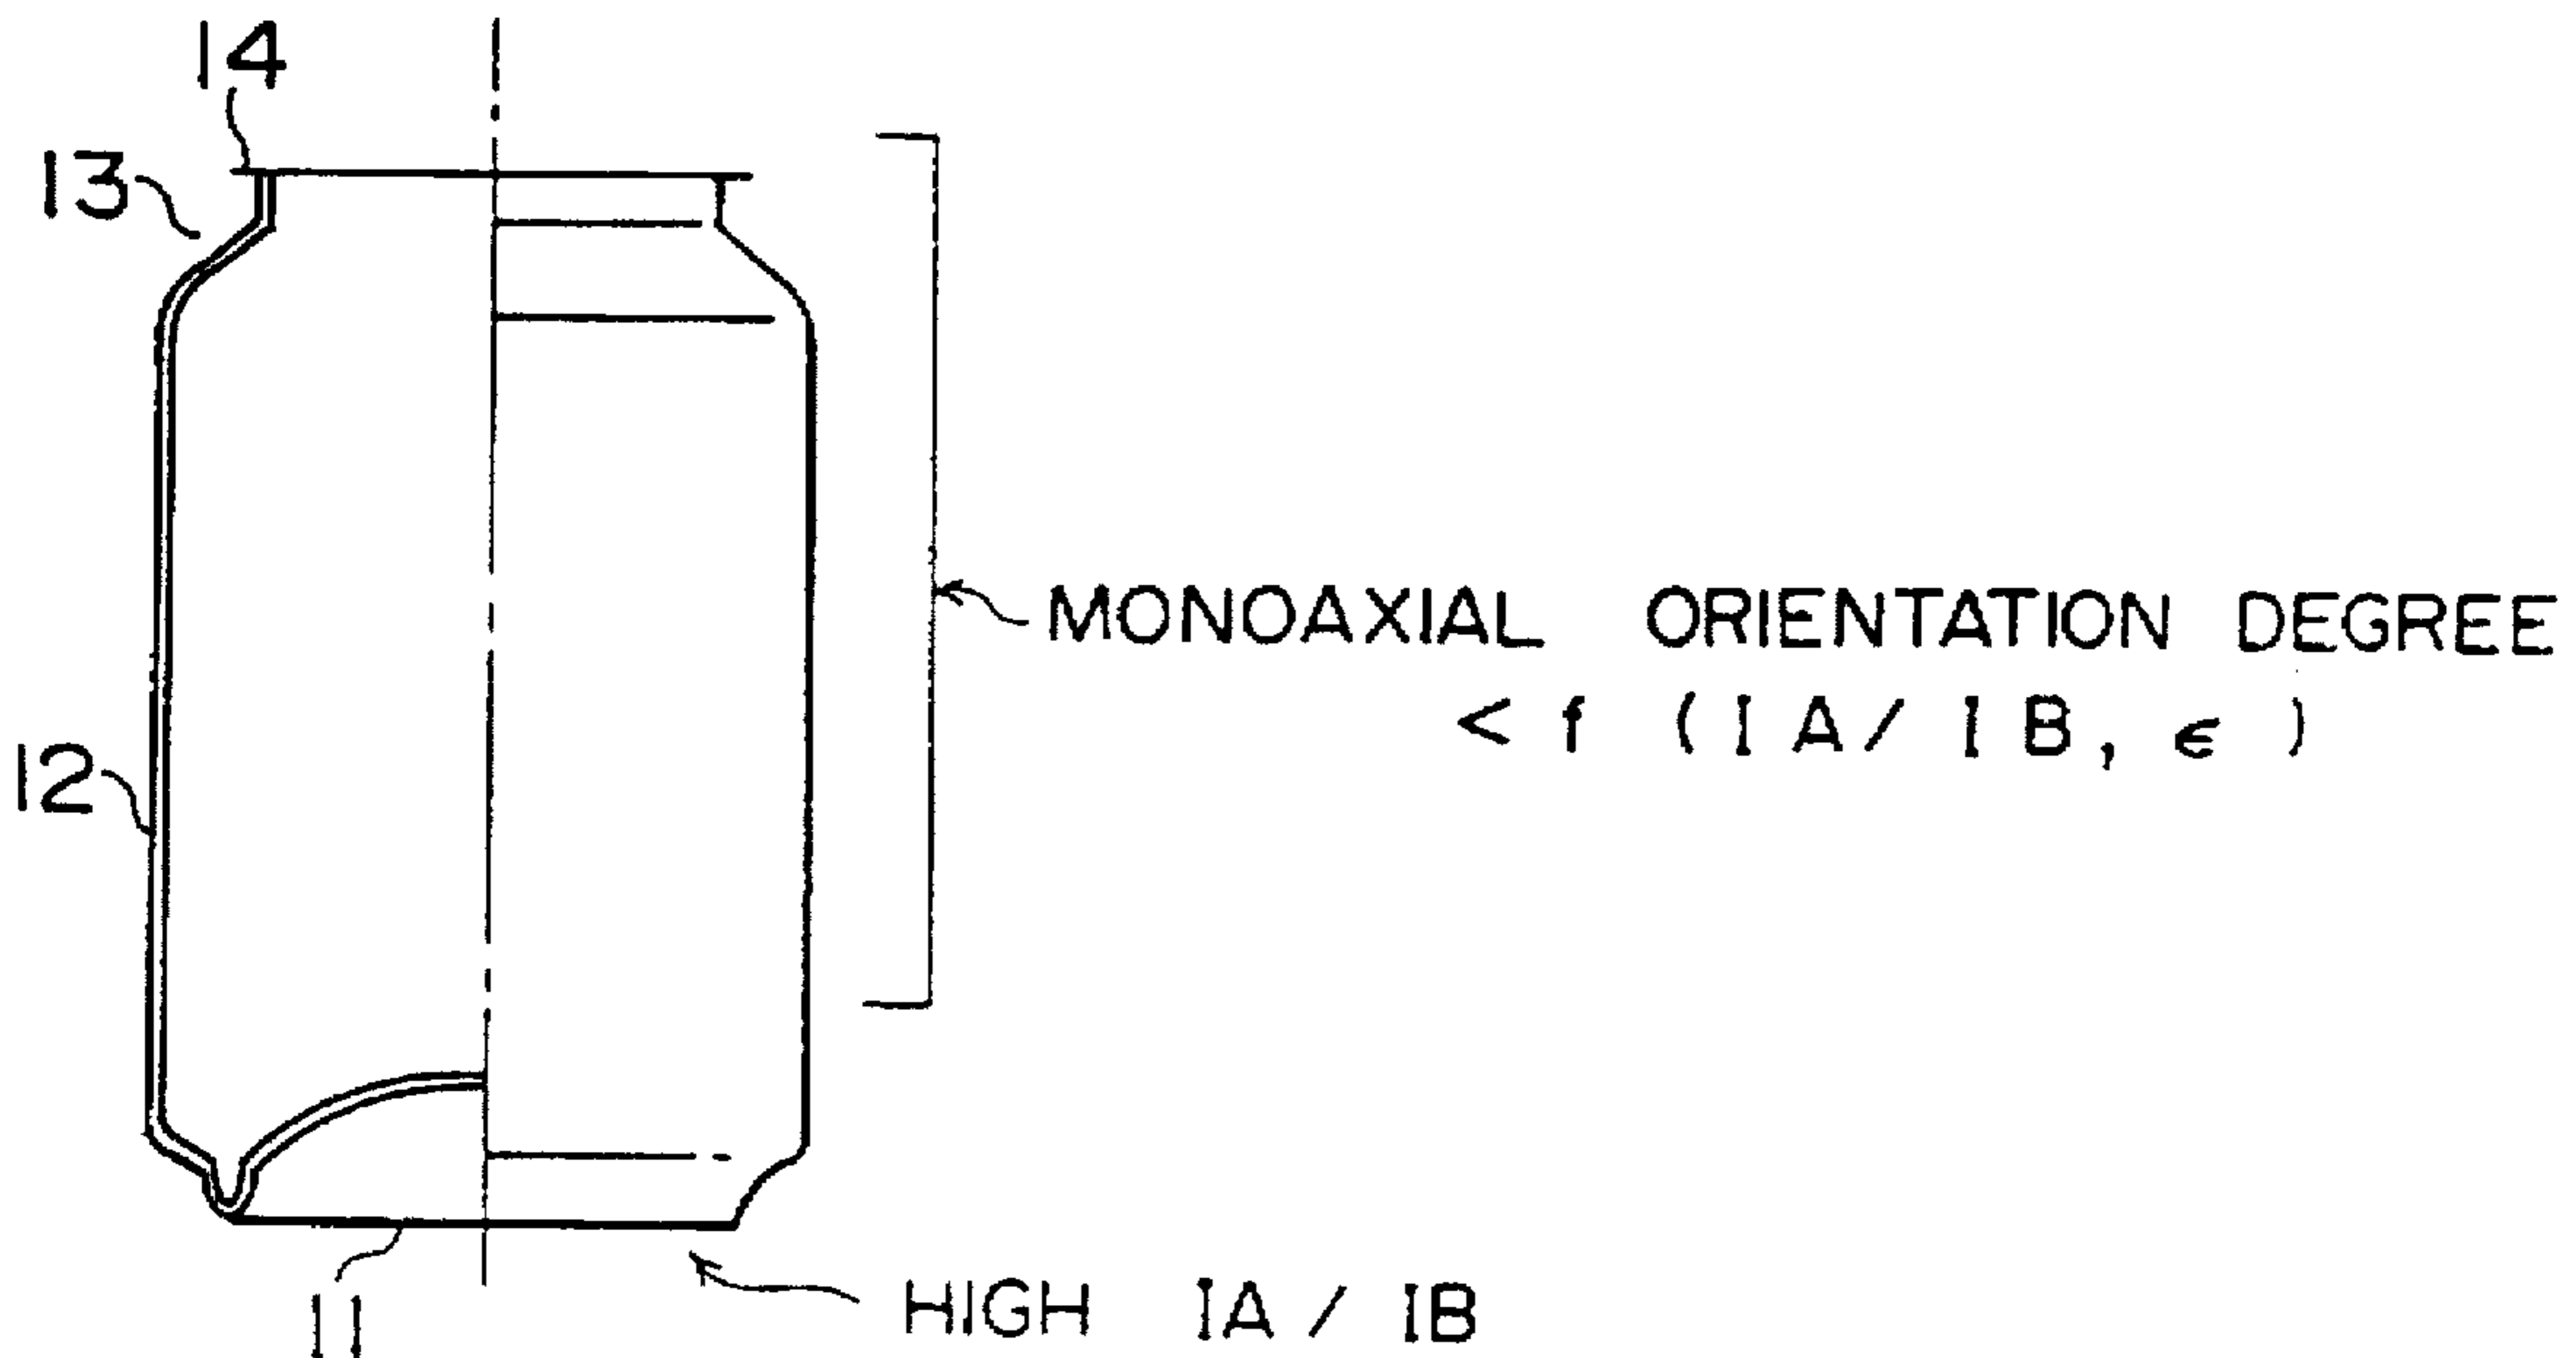 14
13
MONOAXIAL ORIENTATION DEGREE
< f ( IA / IB, ϵ )
12
HIGH IA / IB
11